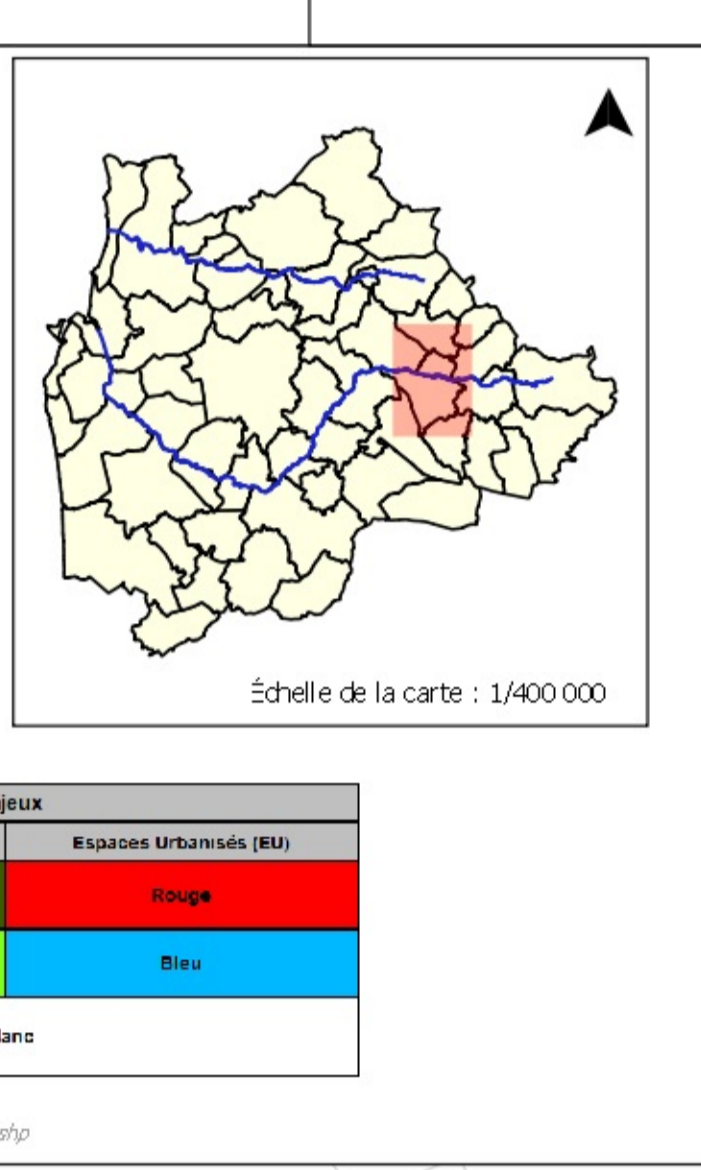 Échelle de la carte : 1/400 000
jeux
Espaces Urbanisés (EU)
Rouge
Bleu
lanc
shp